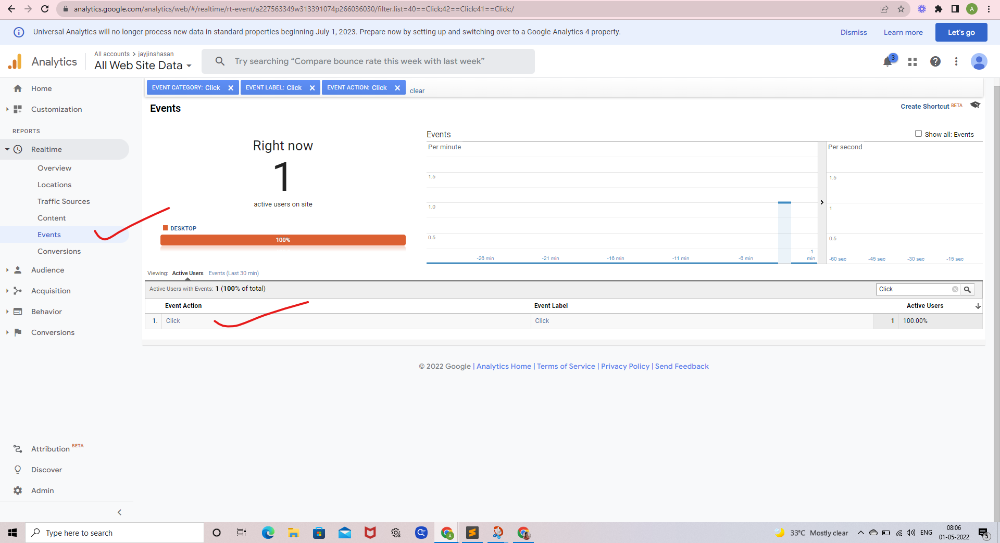 analytics.google.com/analytics/web/#/realtime/rt-event/a227563349w313391074p266036030/filter.list=40==Click;42==Click;41==Click;/
A
Universal Analytics will no longer process new data in standard properties beginning July 1, 2023. Prepare now by setting up and switching over to a Google Analytics 4 property.
Dismiss
Learn more
Let's go
Analytics
All accounts > jayjinshasan
All Web Site Data
Try searching “Compare bounce rate this week with last week”
3
Home
Customization
REPORTS
Realtime
Overview
Locations
Traffic Sources
Content
Events
Conversions
Audience
Acquisition
Behavior
Conversions
Attribution BETA
Discover
Admin
EVENT CATEGORY: Click
EVENT LABEL: Click
EVENT ACTION: Click
clear
Events
Create Shortcut BETA
Right now
1
active users on site
DESKTOP
100%
Events
Show all: Events
Per minute
1.5
1.0
0.5
-26 min
-21 min
-16 min
-11 min
-6 min
-1
min
Per second
1.5
1
0.5
-60 sec
-45 sec
-30 sec
-15 sec
Viewing: Active Users Events (Last 30 min)
Active Users with Events: 1 (100% of total)
Click
Event Action
Event Label
Active Users
1. Click
Click
1 100.00%
© 2022 Google | Analytics Home | Terms of Service | Privacy Policy | Send Feedback
Type here to search
A
33°C Mostly clear
ENG
08:06
01-05-2022
5